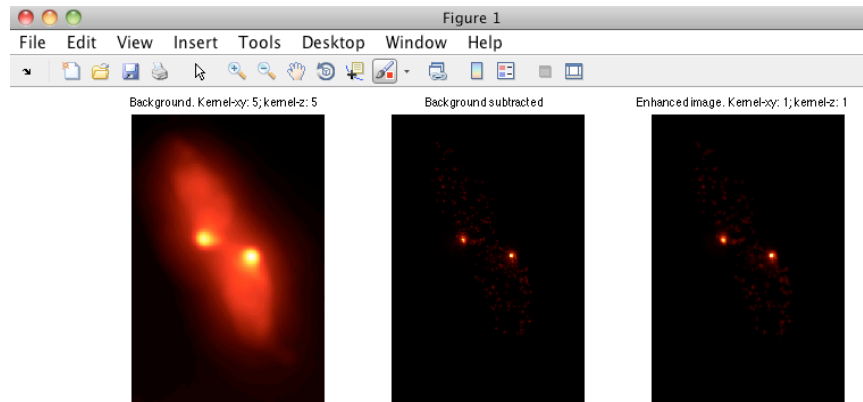 Figure 1
File Edit View Insert Tools Desktop Window Help
Background. Kernel-xy: 5; kernel-z: 5
Background subtracted
Enhanced image. Kernel-xy: 1; kernel-z: 1